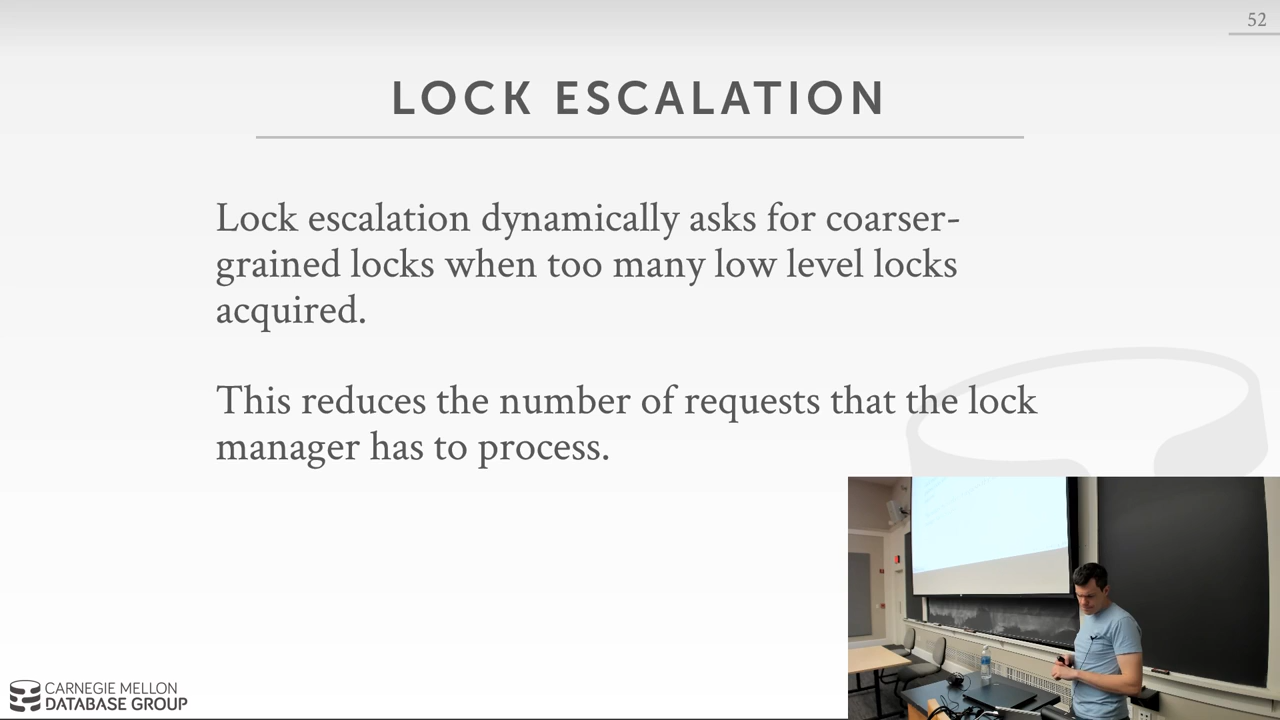 52
LOCK ESCALATION
Lock escalation dynamically asks for coarser-
grained locks when too many low level locks
acquired.
This reduces the number of requests that the lock
manager has to process.
CARNEGIE MELLON
DATABASE GROUP